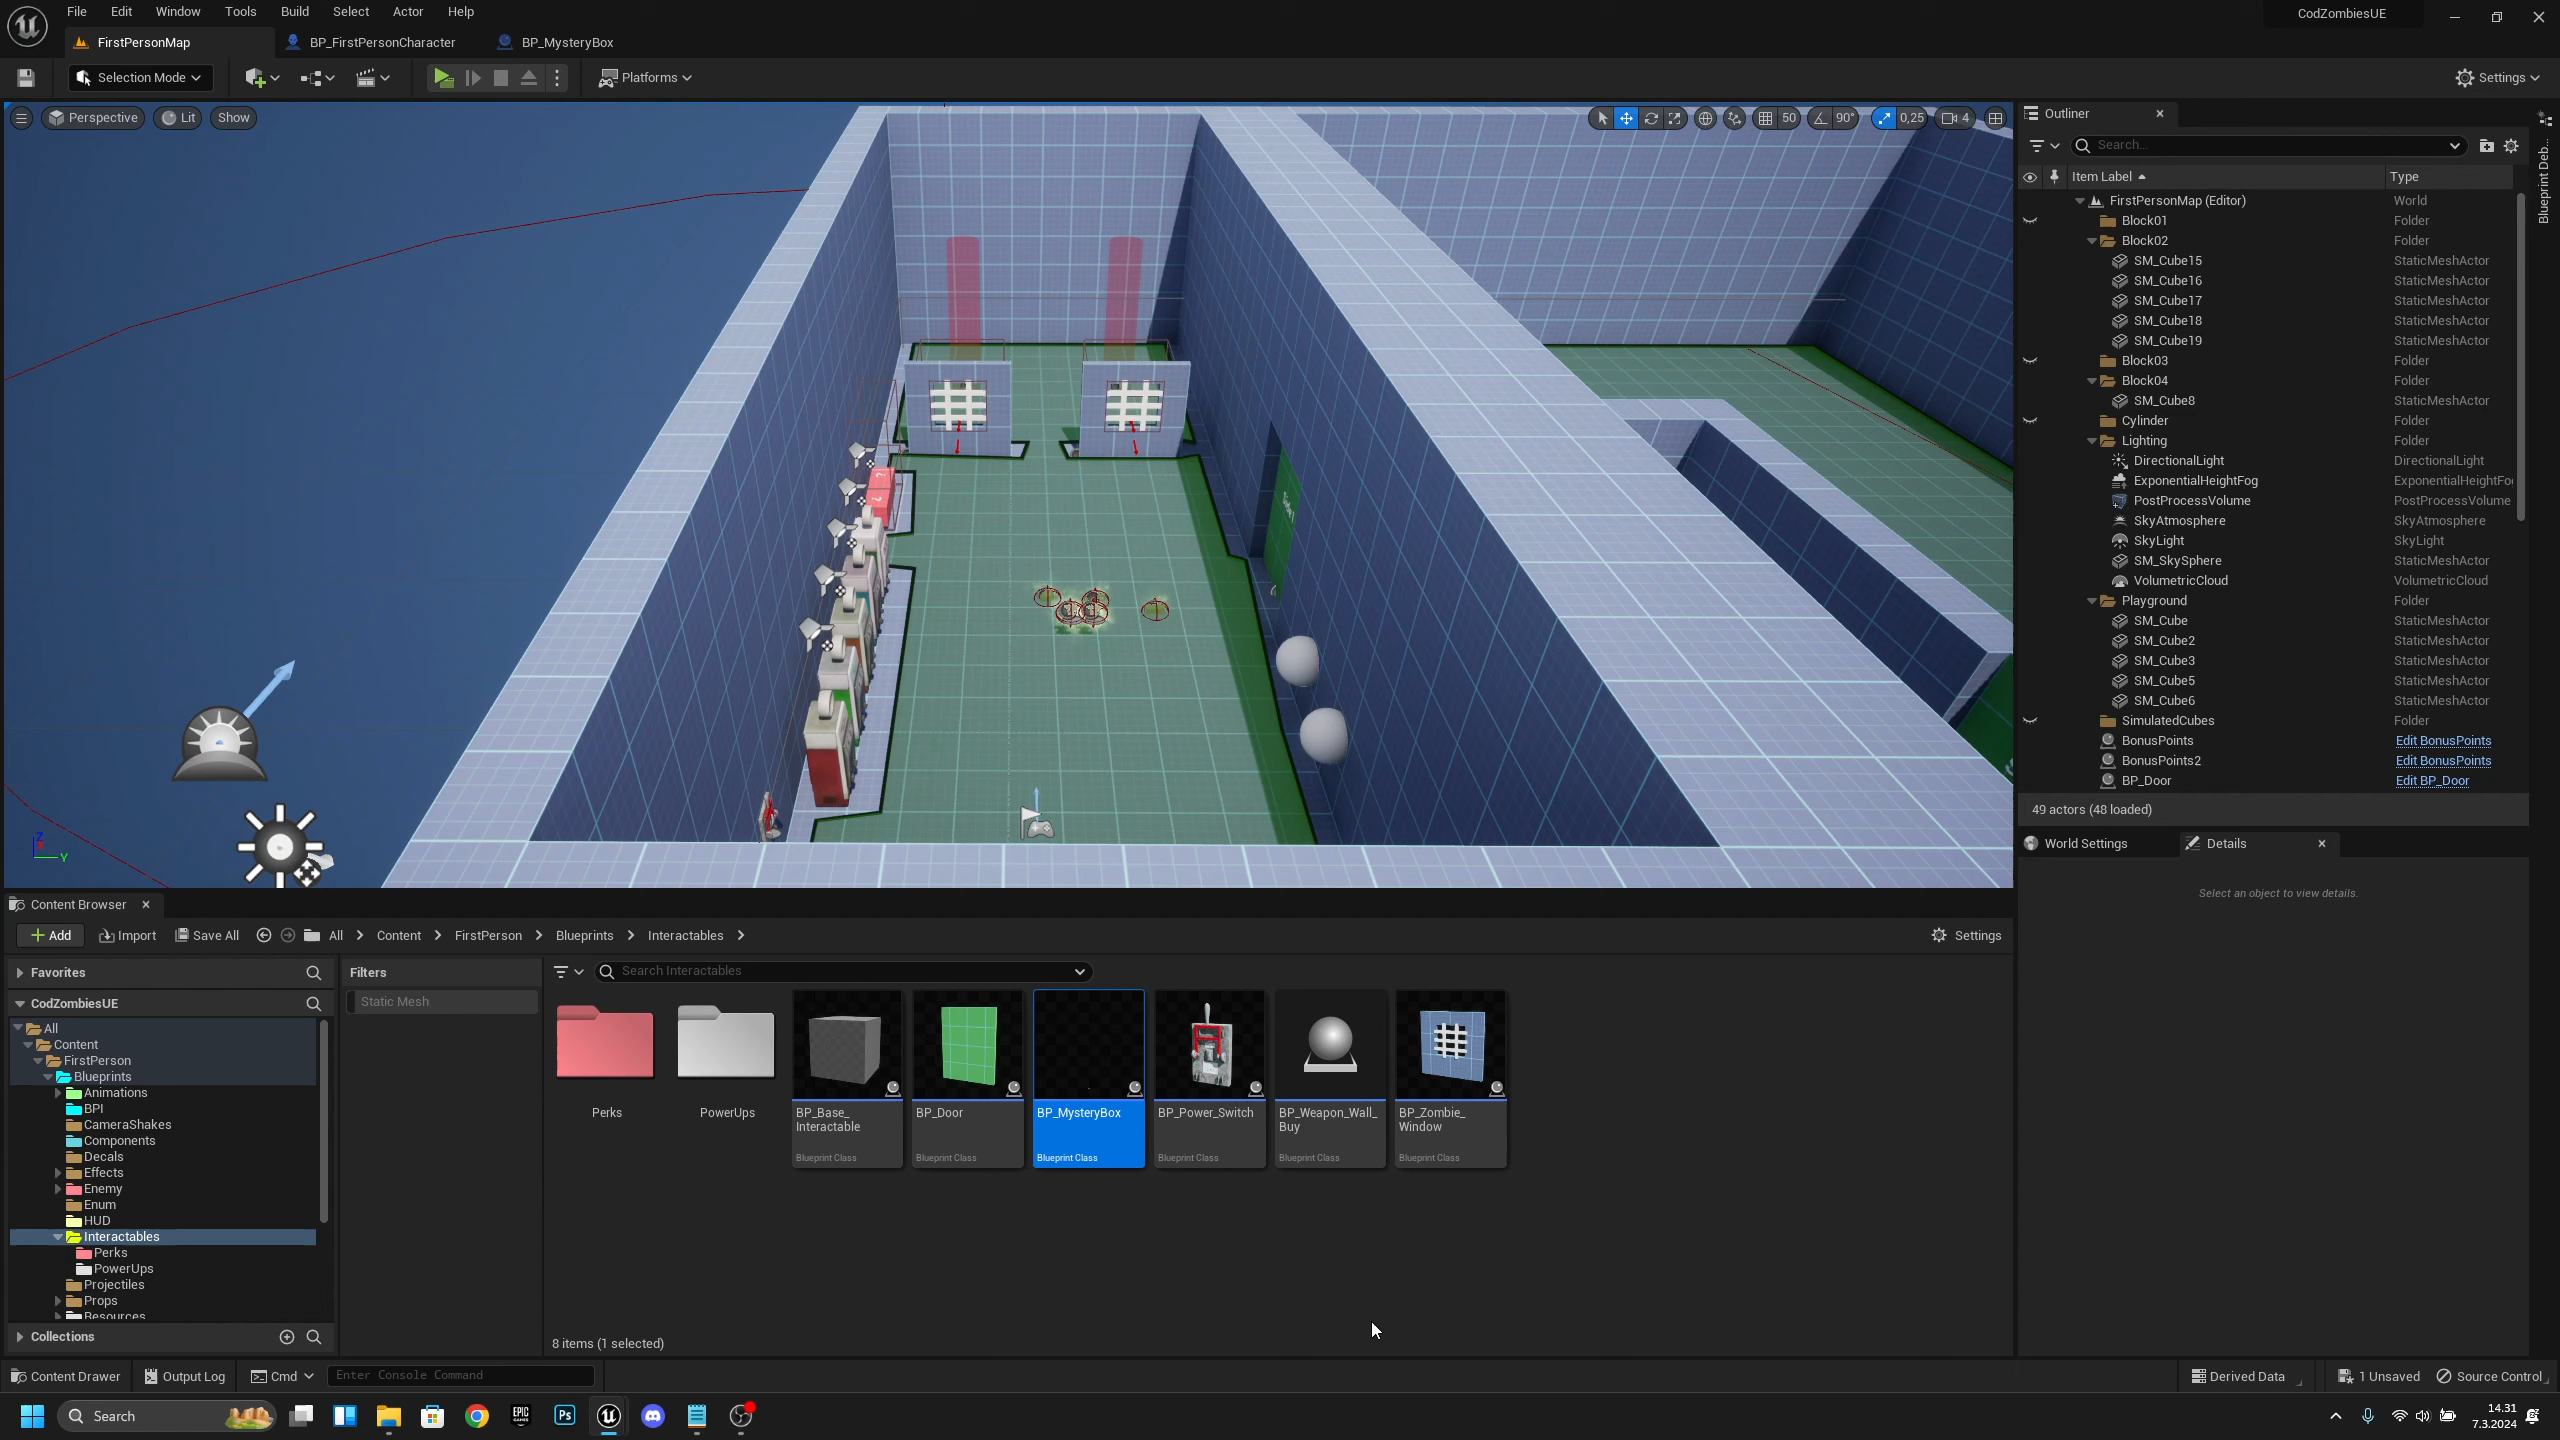 File Edit Window Tools Build Select Actor Help
CodZombiesUE
FirstPersonMap BP_FirstPersonCharacter BP_MysteryBox
Selection Mode Platforms Settings
Perspective Lit Show
50 90° 0,25 4
Outliner
Search...
Item Label Type
FirstPersonMap (Editor) World
Block01 Folder
Block02 Folder
SM_Cube15 StaticMeshActor
SM_Cube16 StaticMeshActor
SM_Cube17 StaticMeshActor
SM_Cube18 StaticMeshActor
SM_Cube19 StaticMeshActor
Block03 Folder
Block04 Folder
SM_Cube8 StaticMeshActor
Cylinder Folder
Lighting Folder
DirectionalLight DirectionalLight
ExponentialHeightFog ExponentialHeightFo
PostProcessVolume PostProcessVolume
SkyAtmosphere SkyAtmosphere
SkyLight SkyLight
SM_SkySphere StaticMeshActor
VolumetricCloud VolumetricCloud
Playground Folder
SM_Cube StaticMeshActor
SM_Cube2 StaticMeshActor
SM_Cube3 StaticMeshActor
SM_Cube5 StaticMeshActor
SM_Cube6 StaticMeshActor
SimulatedCubes Folder
BonusPoints Edit BonusPoints
BonusPoints2 Edit BonusPoints
BP_Door Edit BP_Door
49 actors (48 loaded)
Blueprint Deb...
World Settings Details
Select an object to view details.
Z
Y
Content Browser
Add Import Save All All Content FirstPerson Blueprints Interactables Settings
Favorites
CodZombiesUE
All
Content
FirstPerson
Blueprints
Animations
BPI
CameraShakes
Components
Decals
Effects
Enemy
Enum
HUD
Interactables
Perks
PowerUps
Projectiles
Props
Resources
Collections
Filters
Static Mesh
Search Interactables
Perks
PowerUps
BP_Base_
Interactable
Blueprint Class
BP_Door
Blueprint Class
BP_MysteryBox
Blueprint Class
BP_Power_Switch
Blueprint Class
BP_Weapon_Wall_
Buy
Blueprint Class
BP_Zombie_
Window
Blueprint Class
8 items (1 selected)
Content Drawer Output Log Cmd Enter Console Command Derived Data 1 Unsaved Source Control
Search
EPIC
GAMES
Ps
14.31
7.3.2024